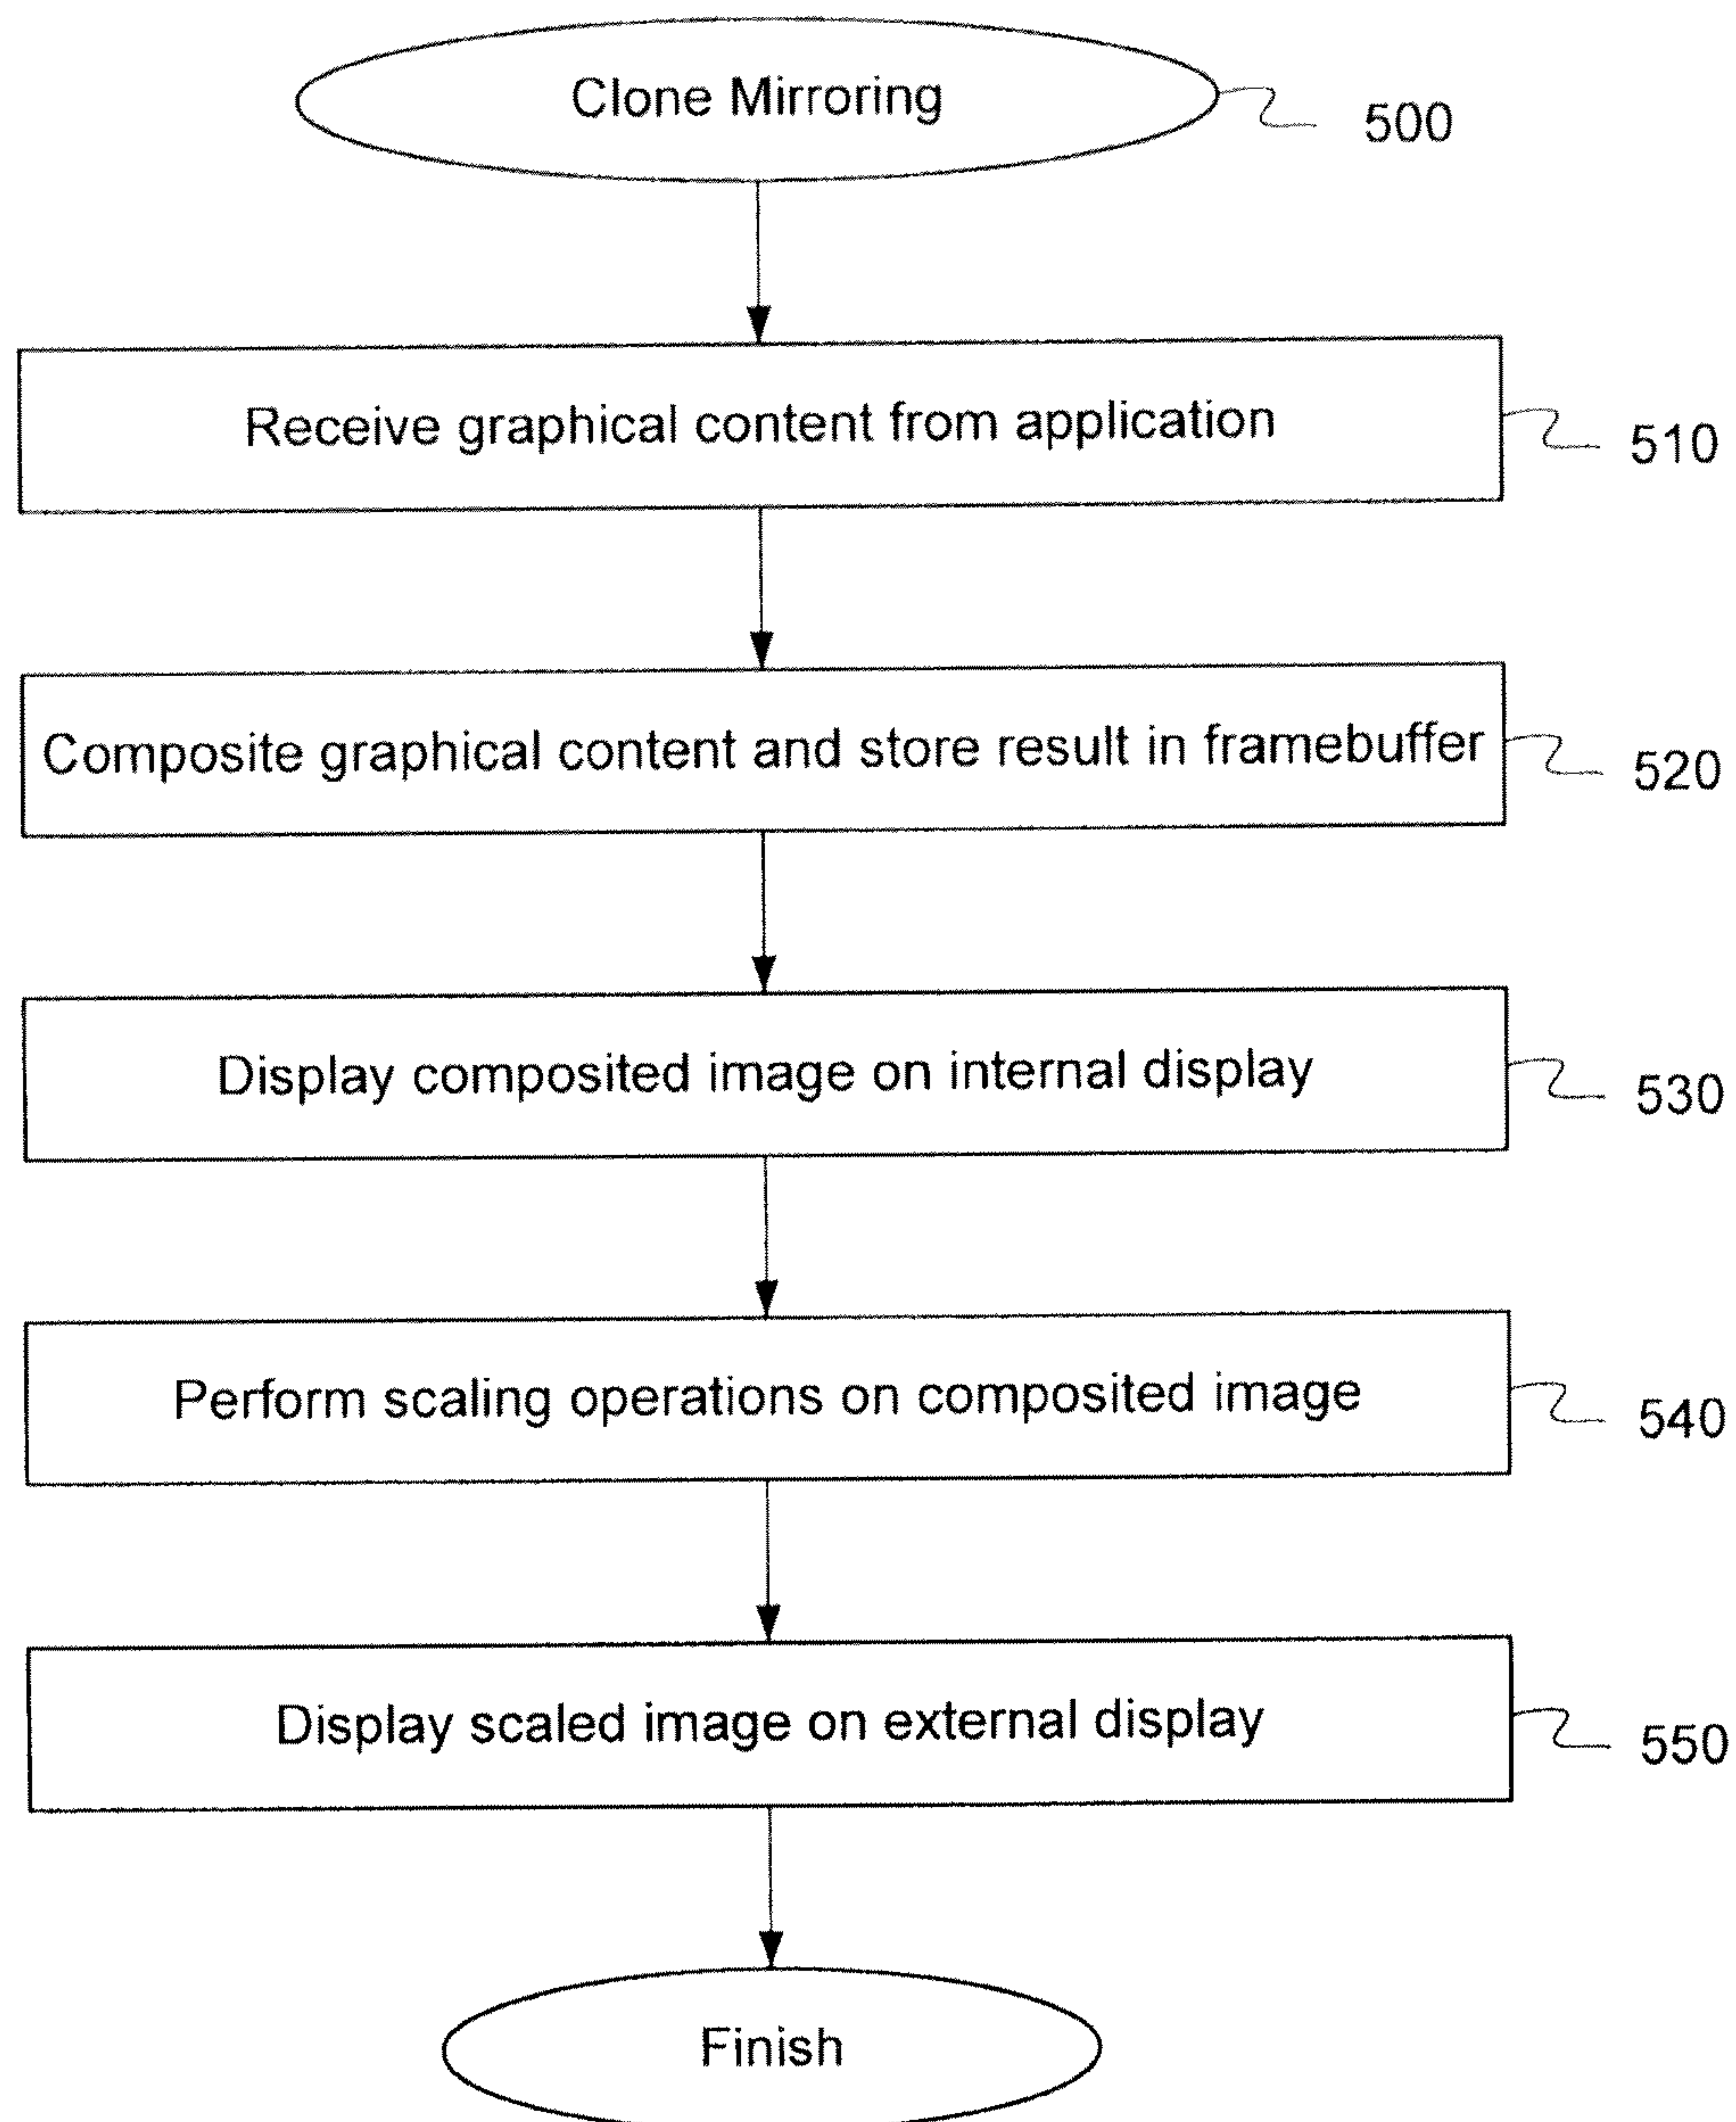 Clone Mirroring
500
Receive graphical content from application
510
Composite graphical content and store result in framebuffer
520
Display composited image on internal display
530
Perform scaling operations on composited image
540
Display scaled image on external display
550
Finish